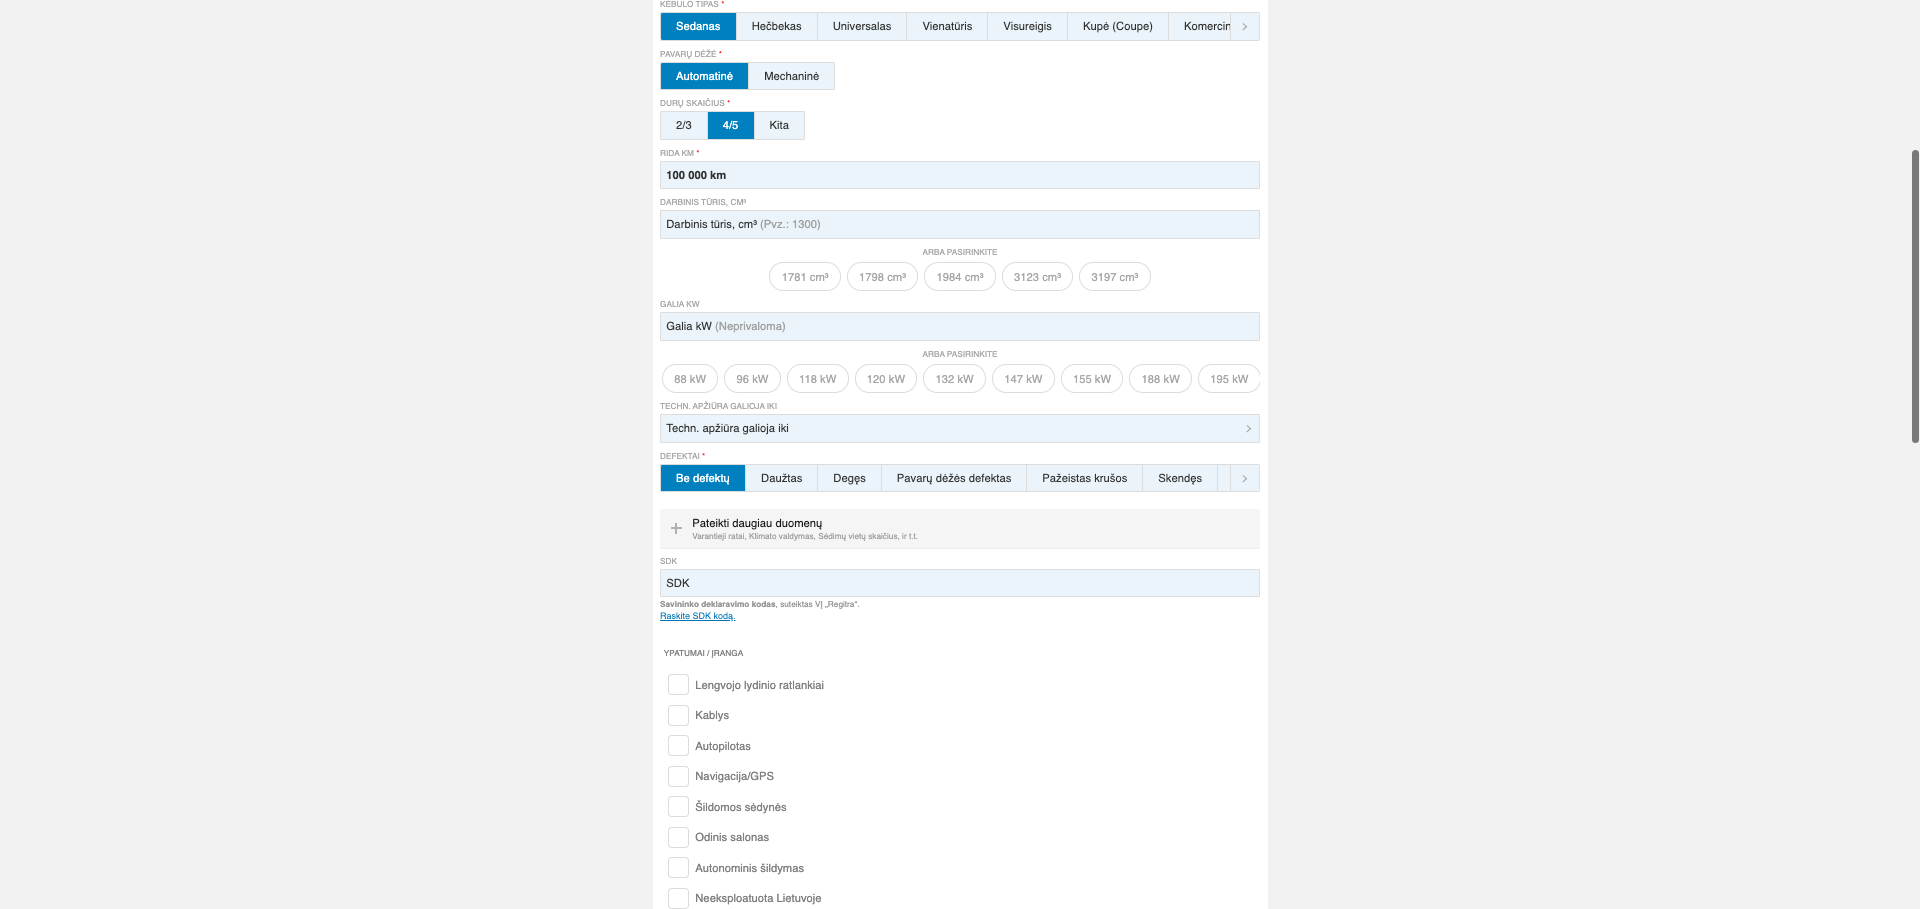 KĖBULO TIPAS *
Sedanas Hečbekas Universalas Vienatūris Visureigis Kupė (Coupe) Komercin
PAVARŲ DĖŽĖ *
Automatinė Mechaninė
DURŲ SKAIČIUS *
2/3 4/5 Kita
RIDA KM *
100 000 km
DARBINIS TŪRIS, CM³
Darbinis tūris, cm³ (Pvz.: 1300)
ARBA PASIRINKITE
1781 cm³ 1798 cm³ 1984 cm³ 3123 cm³ 3197 cm³
GALIA KW
Galia kW (Neprivaloma)
ARBA PASIRINKITE
88 kW 96 kW 118 kW 120 kW 132 kW 147 kW 155 kW 188 kW 195 kW
TECHN. APŽIŪRA GALIOJA IKI
Techn. apžiūra galioja iki
DEFEKTAI *
Be defektų Daužtas Degęs Pavarų dėžės defektas Pažeistas krušos Skendęs
Pateikti daugiau duomenų
Varantieji ratai, Klimato valdymas, Sėdimų vietų skaičius, ir t.t.
SDK
SDK
Savininko deklaravimo kodas, suteiktas VĮ „Regitra“.
Raskite SDK kodą.
YPATUMAI / ĮRANGA
Lengvojo lydinio ratlankiai
Kablys
Autopilotas
Navigacija/GPS
Šildomos sėdynės
Odinis salonas
Autonominis šildymas
Neeksploatuota Lietuvoje